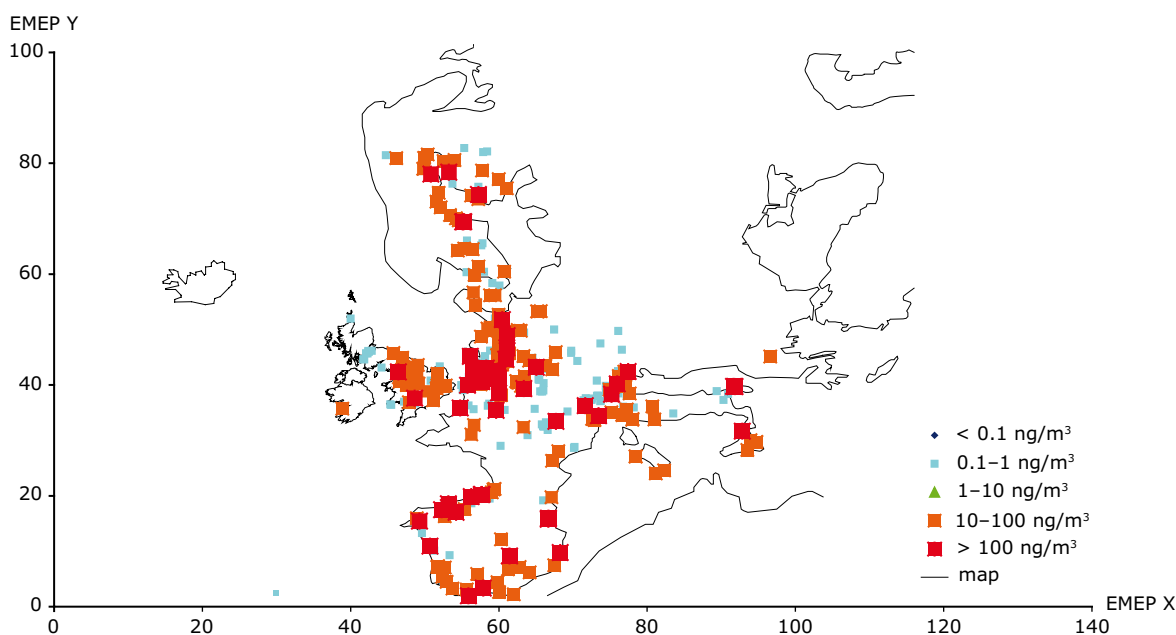 EMEP Y
100
80
60
40
20
0
0 20 40 60 80 100 120 140
EMEP X
< 0.1 ng/m³
0.1–1 ng/m³
1–10 ng/m³
10–100 ng/m³
> 100 ng/m³
map